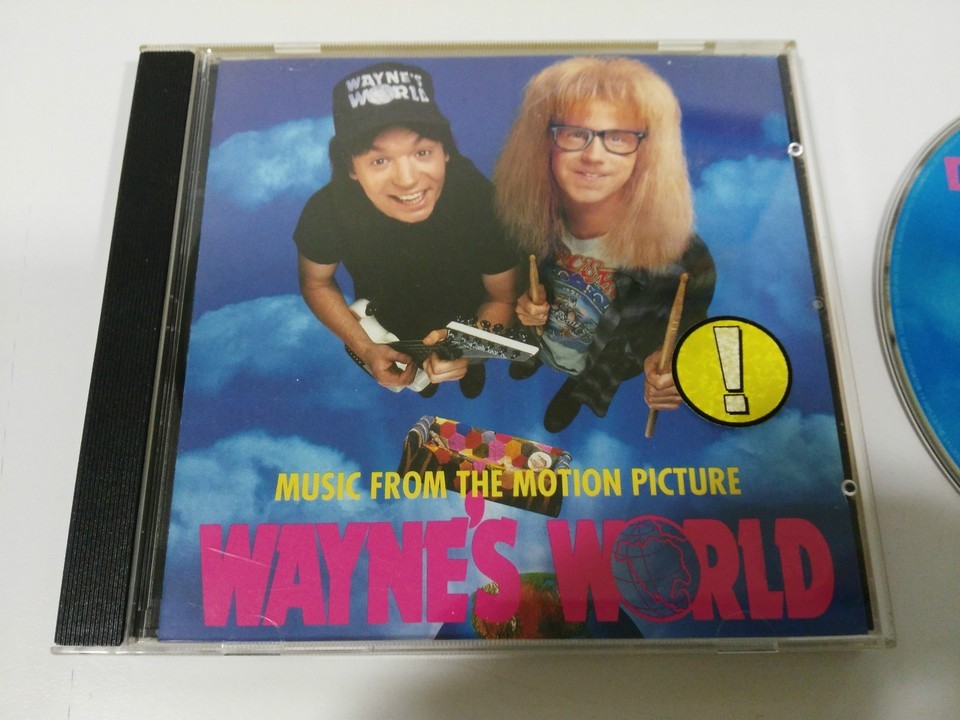 WAYNE'S
WORLD
!
MUSIC FROM THE MOTION PICTURE
WAYNE'S WORLD